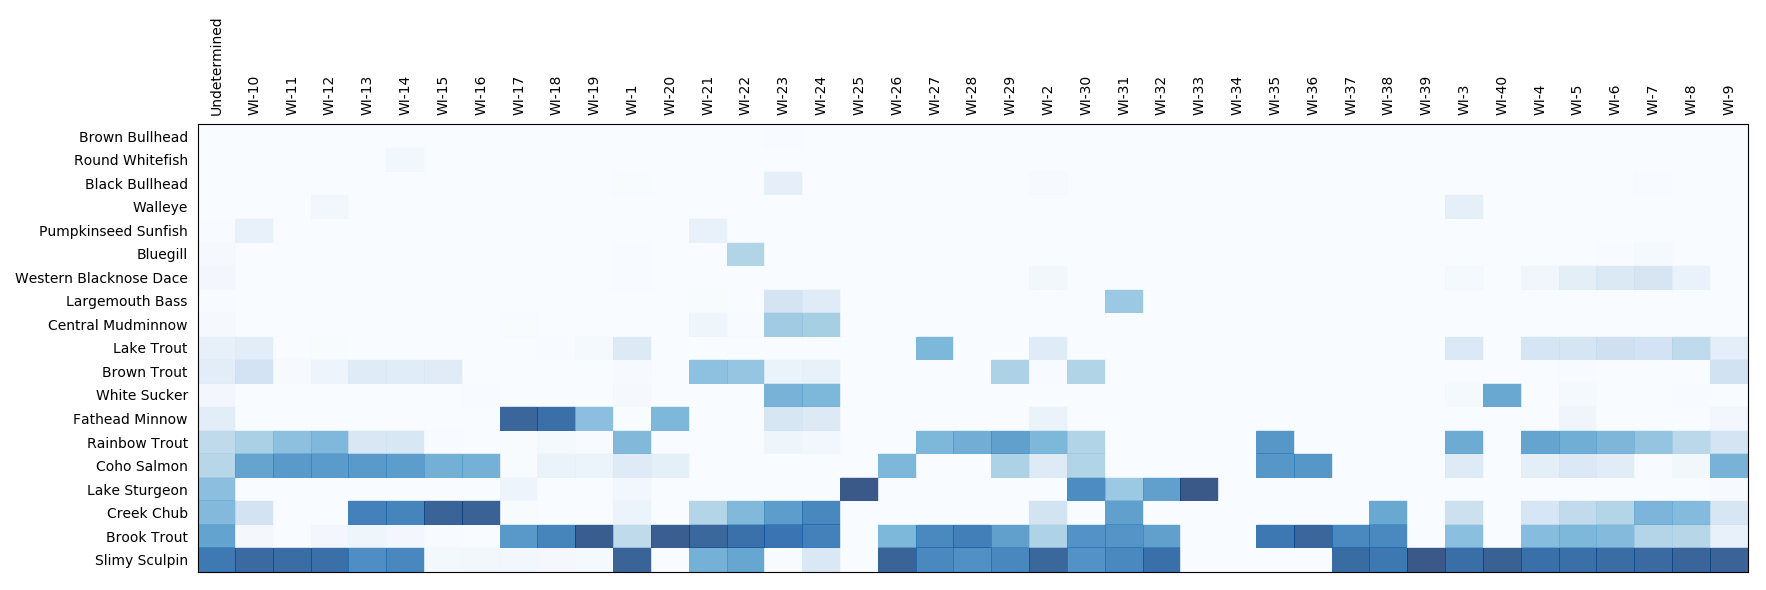 Undetermined WI-10 WI-11 WI-12 WI-13 WI-14 WI-15 WI-16 WI-17 WI-18 WI-19 WI-1 WI-20 WI-21 WI-22 WI-23 WI-24 WI-25 WI-26 WI-27 WI-28 WI-29 WI-2 WI-30 WI-31 WI-32 WI-33 WI-34 WI-35 WI-36 WI-37 WI-38 WI-39 WI-3 WI-40 WI-4 WI-5 WI-6 WI-7 WI-8 WI-9
Brown Bullhead
Round Whitefish
Black Bullhead
Walleye
Pumpkinseed Sunfish
Bluegill
Western Blacknose Dace
Largemouth Bass
Central Mudminnow
Lake Trout
Brown Trout
White Sucker
Fathead Minnow
Rainbow Trout
Coho Salmon
Lake Sturgeon
Creek Chub
Brook Trout
Slimy Sculpin